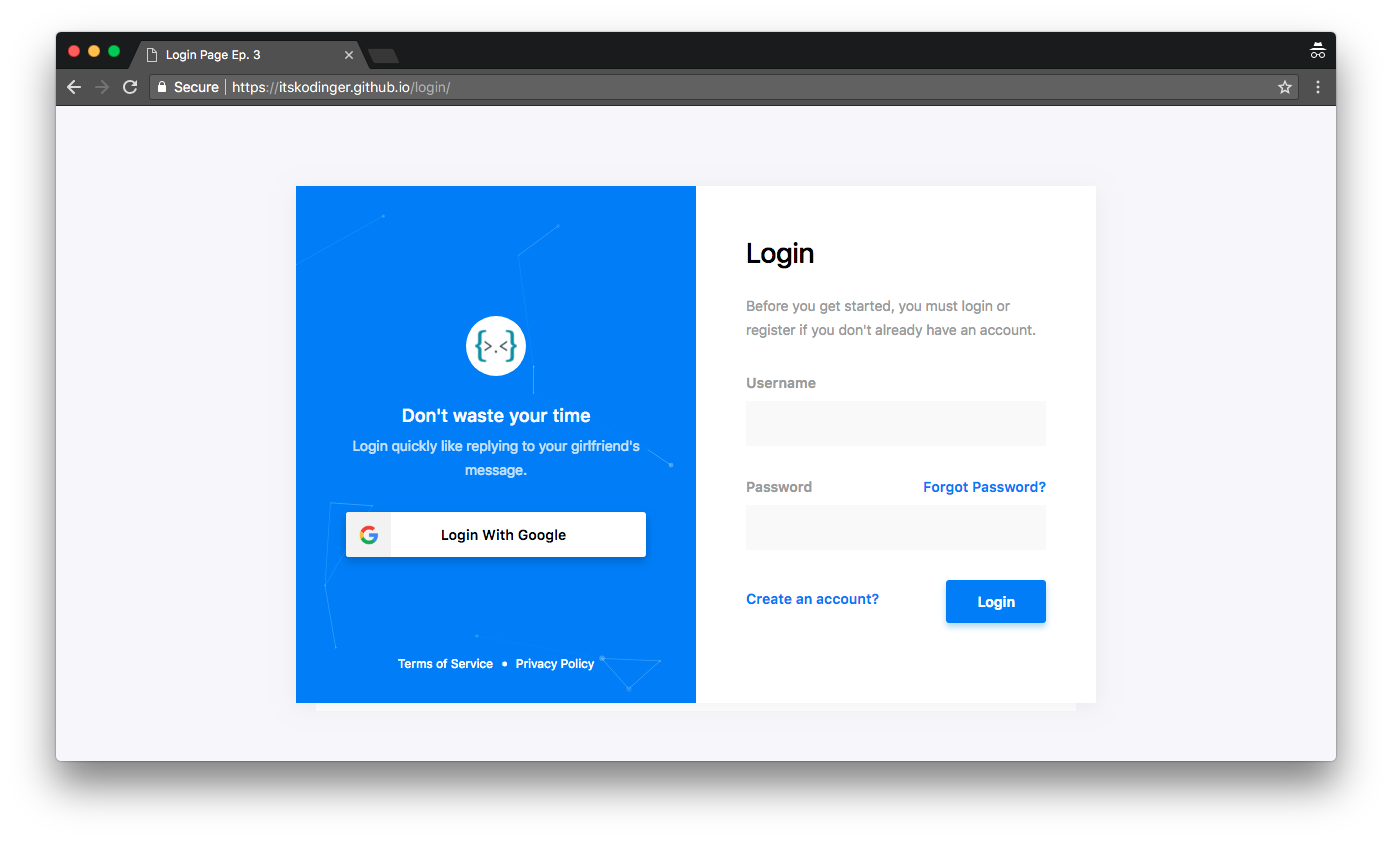 Login Page Ep. 3
Secure | https://itskodinger.github.io/login/
{>.<}
Don't waste your time
Login quickly like replying to your girlfriend's
message.
Login With Google
Terms of Service • Privacy Policy
Login
Before you get started, you must login or
register if you don't already have an account.
Username
Password
Forgot Password?
Create an account?
Login